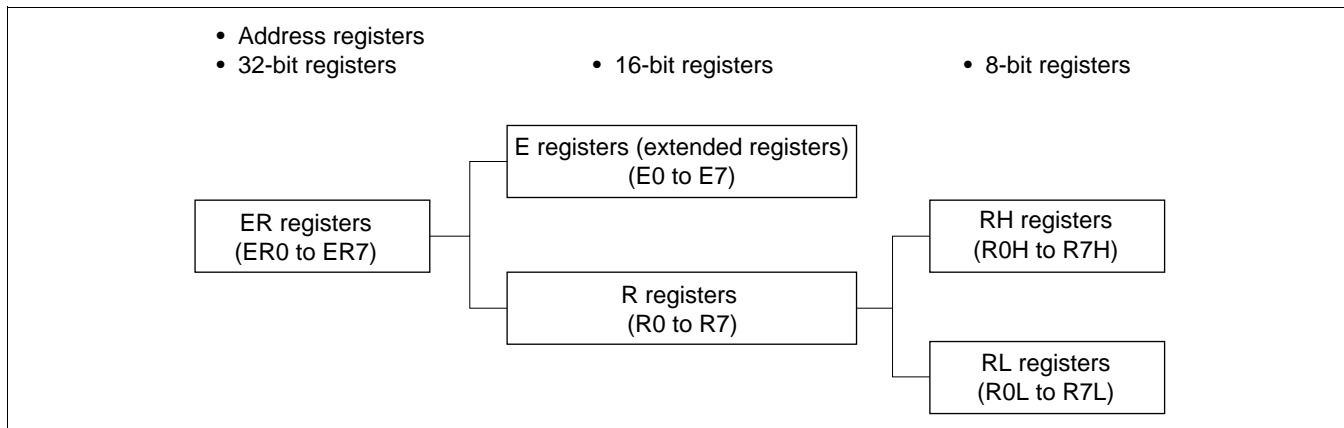 • Address registers
• 32-bit registers
• 16-bit registers
• 8-bit registers
E registers (extended registers)
(E0 to E7)
ER registers
(ER0 to ER7)
RH registers
(R0H to R7H)
R registers
(R0 to R7)
RL registers
(R0L to R7L)